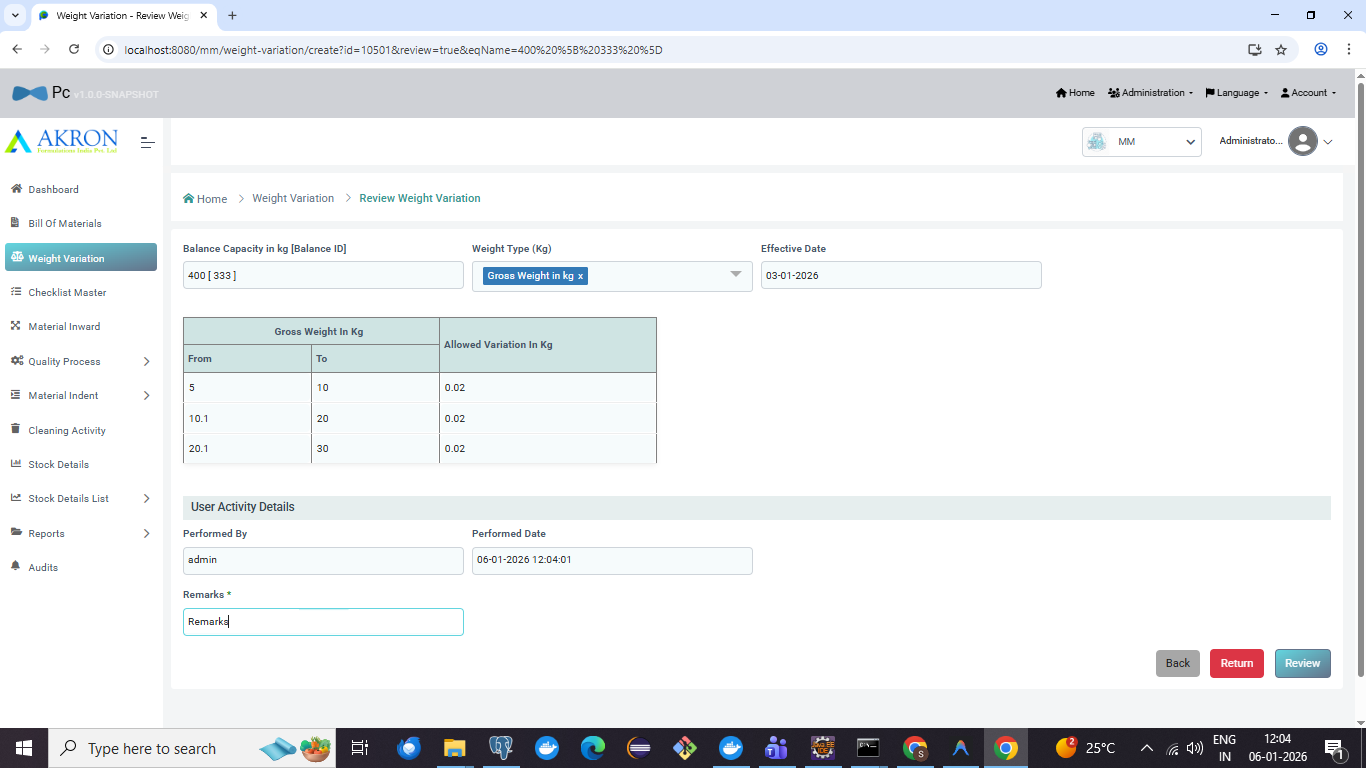 Weight Variation - Review Weig
localhost:8080/mm/weight-variation/create?id=10501&review=true&eqName=400%20%5B%20333%20%5D
Pc v1.0.0-SNAPSHOT
Home Administration Language Account
AKRON
Formulations India Pvt Ltd
MM
Administrato...
Dashboard
Bill Of Materials
Weight Variation
Checklist Master
Material Inward
Quality Process
Material Indent
Cleaning Activity
Stock Details
Stock Details List
Reports
Audits
Home > Weight Variation > Review Weight Variation
Balance Capacity in kg [Balance ID] Weight Type (Kg) Effective Date
400 [ 333 ] Gross Weight in kg x 03-01-2026
Gross Weight In Kg Allowed Variation In Kg
From To
5 10 0.02
10.1 20 0.02
20.1 30 0.02
User Activity Details
Performed By Performed Date
admin 06-01-2026 12:04:01
Remarks *
Remarks
Back Return Review
Type here to search
2
25°C
ENG
IN
12:04
06-01-2026
1